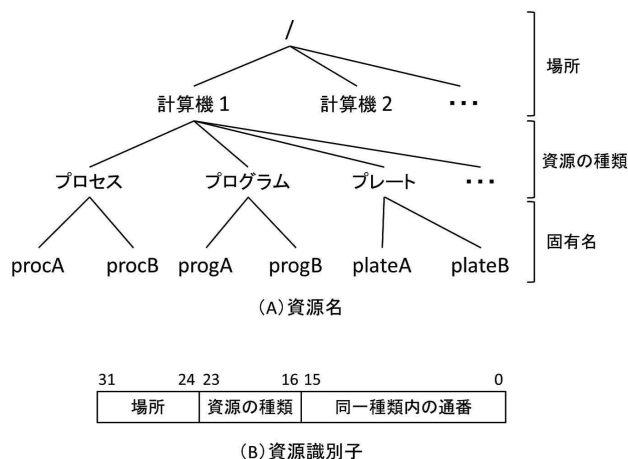 /
場所
計算機 1 計算機 2 ･･･
資源の種類
プロセス プログラム プレート ･･･
固有名
procA procB progA progB plateA plateB
(A)資源名
31 24 23 16 15 0
場所 資源の種類 同一種類内の通番
(B)資源識別子